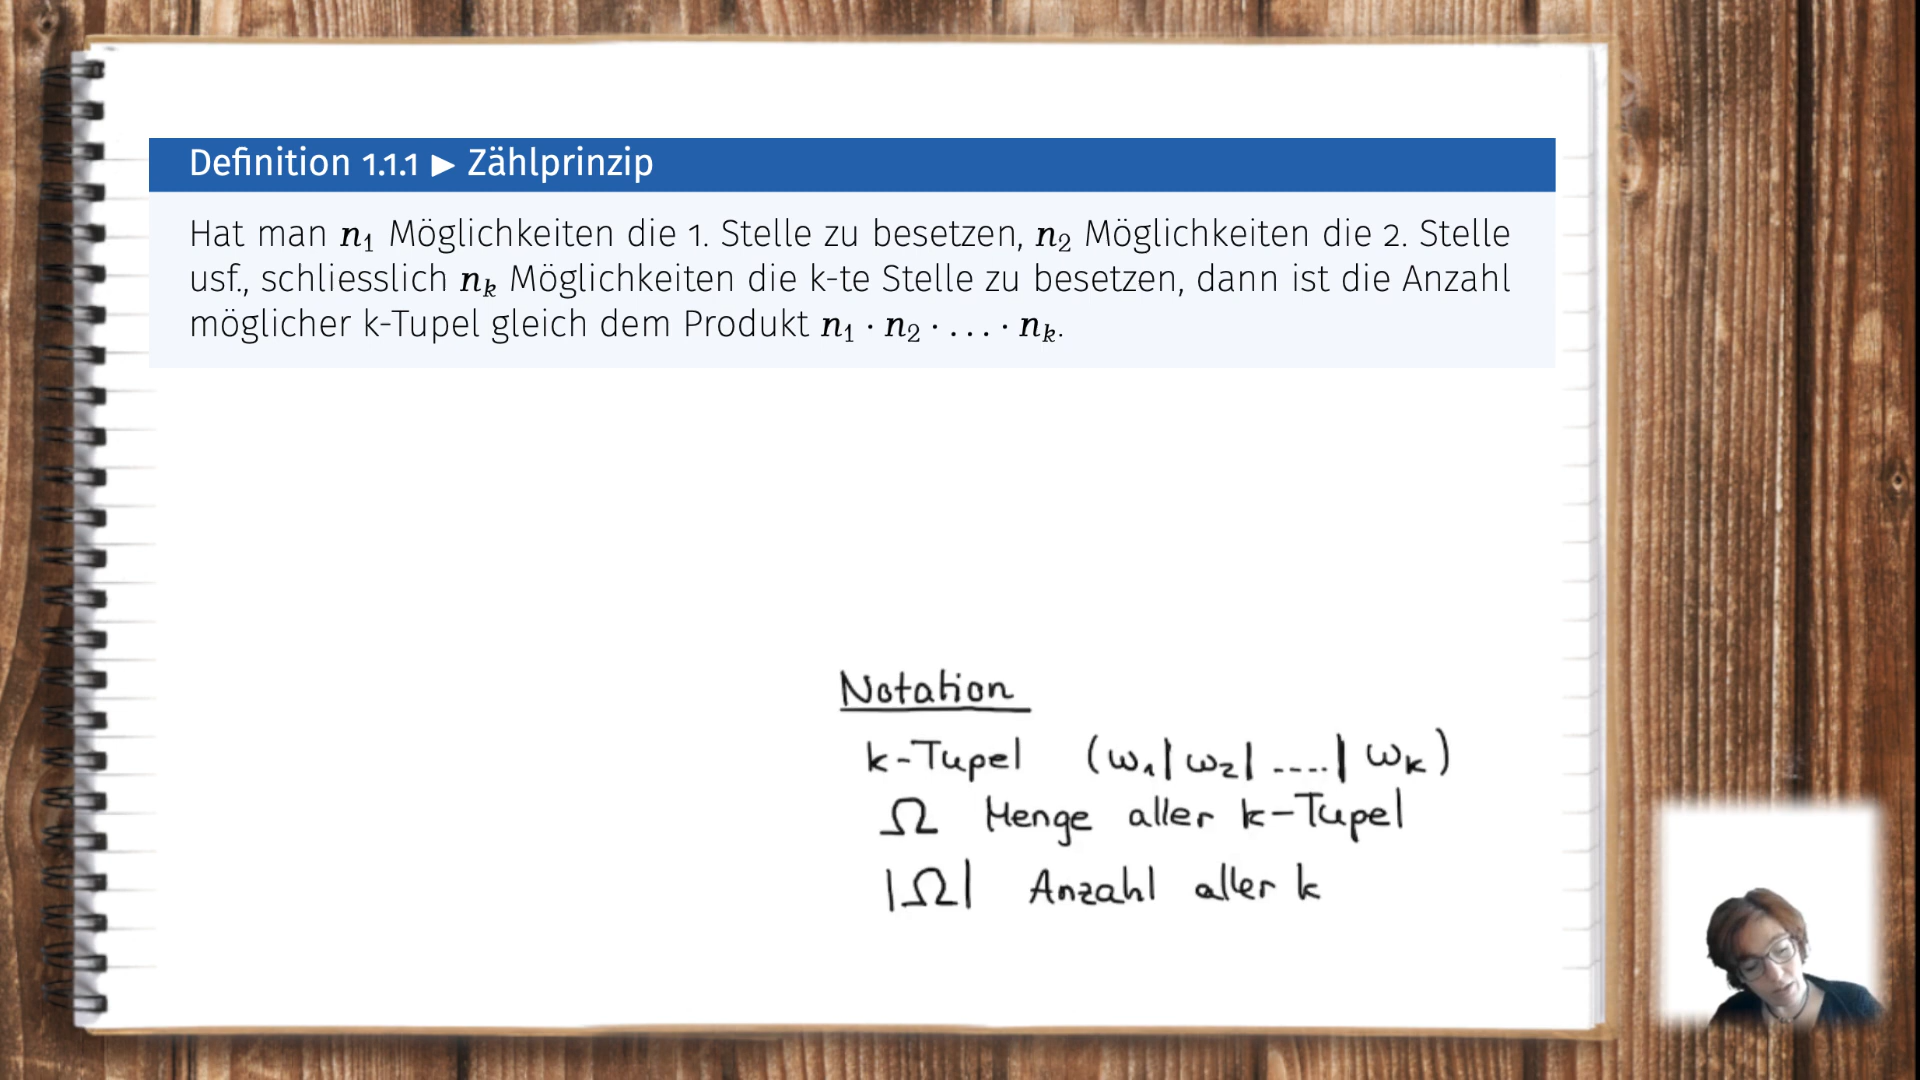 Definition 1.1.1 ▶ Zählprinzip
Hat man n₁ Möglichkeiten die 1. Stelle zu besetzen, n₂ Möglichkeiten die 2. Stelle
usf., schliesslich nₖ Möglichkeiten die k-te Stelle zu besetzen, dann ist die Anzahl
möglicher k-Tupel gleich dem Produkt n₁ · n₂ · . . . . · nₖ.
Notation
k-Tupel (ω₁| ω₂| ....| ωₖ)
Ω Menge aller k-Tupel
|Ω| Anzahl aller k